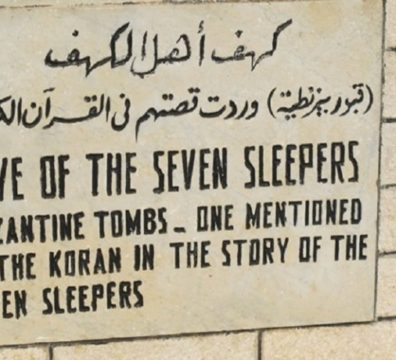 كهف أهل الكهف
(قبور بيزنطية) وردت قصتهم في القرآن الك
VE OF THE SEVEN SLEEPERS
ZANTINE TOMBS - ONE MENTIONED
THE KORAN IN THE STORY OF THE
EN SLEEPERS